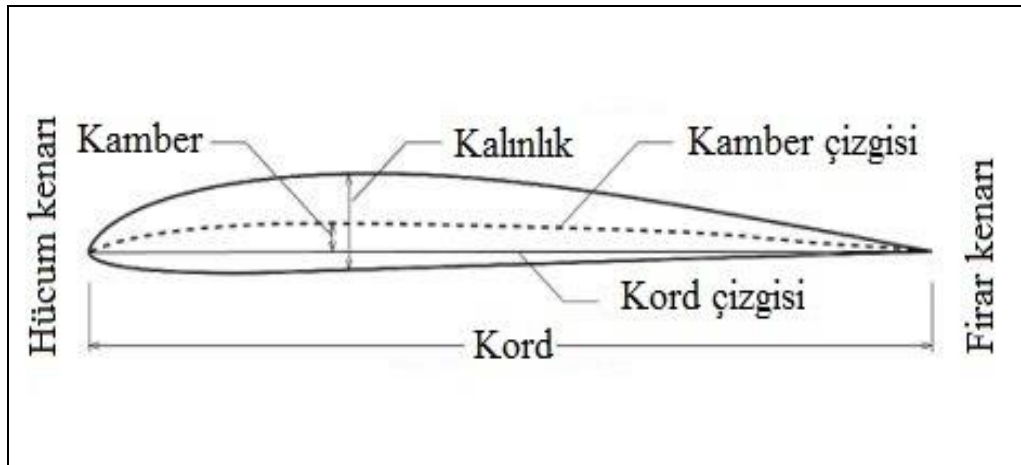 Hücum kenarı
Kamber
Kalınlık
Kamber çizgisi
Kord çizgisi
Kord
Firar kenarı